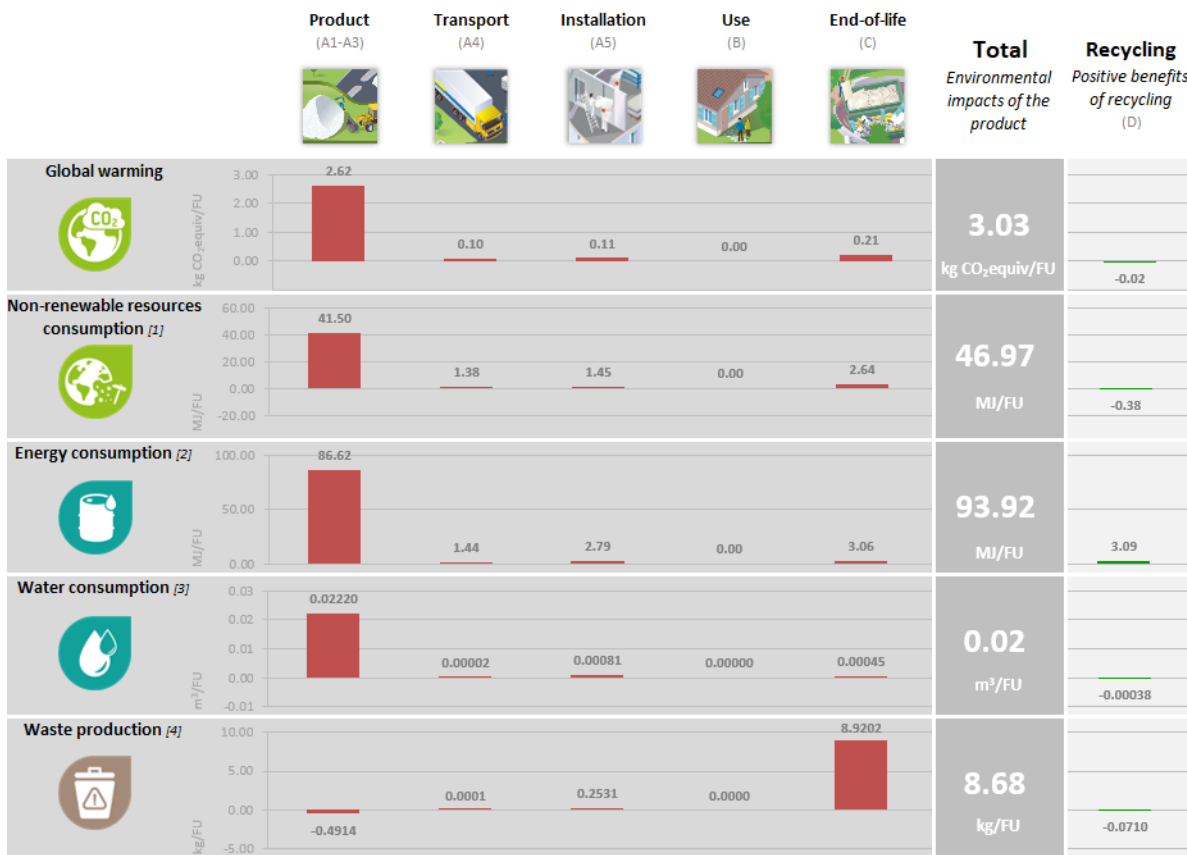 Product
(A1-A3)
Transport
(A4)
Installation
(A5)
Use
(B)
End-of-life
(C)
Total
Environmental
impacts of the
product
Recycling
Positive benefits
of recycling
(D)
Global warming
CO₂
kg CO₂equiv/FU
3.00
2.00
1.00
0.00
2.62
0.10
0.11
0.00
0.21
3.03
kg CO₂equiv/FU
-0.02
Non-renewable resources
consumption [1]
MJ/FU
60.00
40.00
20.00
0.00
-20.00
41.50
1.38
1.45
0.00
2.64
46.97
MJ/FU
-0.38
Energy consumption [2]
MJ/FU
100.00
50.00
0.00
86.62
1.44
2.79
0.00
3.06
93.92
MJ/FU
3.09
Water consumption [3]
m³/FU
0.03
0.02
0.01
0.00
-0.01
0.02220
0.00002
0.00081
0.00000
0.00045
0.02
m³/FU
-0.00038
Waste production [4]
kg/FU
10.00
5.00
0.00
-5.00
-0.4914
0.0001
0.2531
0.0000
8.9202
8.68
kg/FU
-0.0710